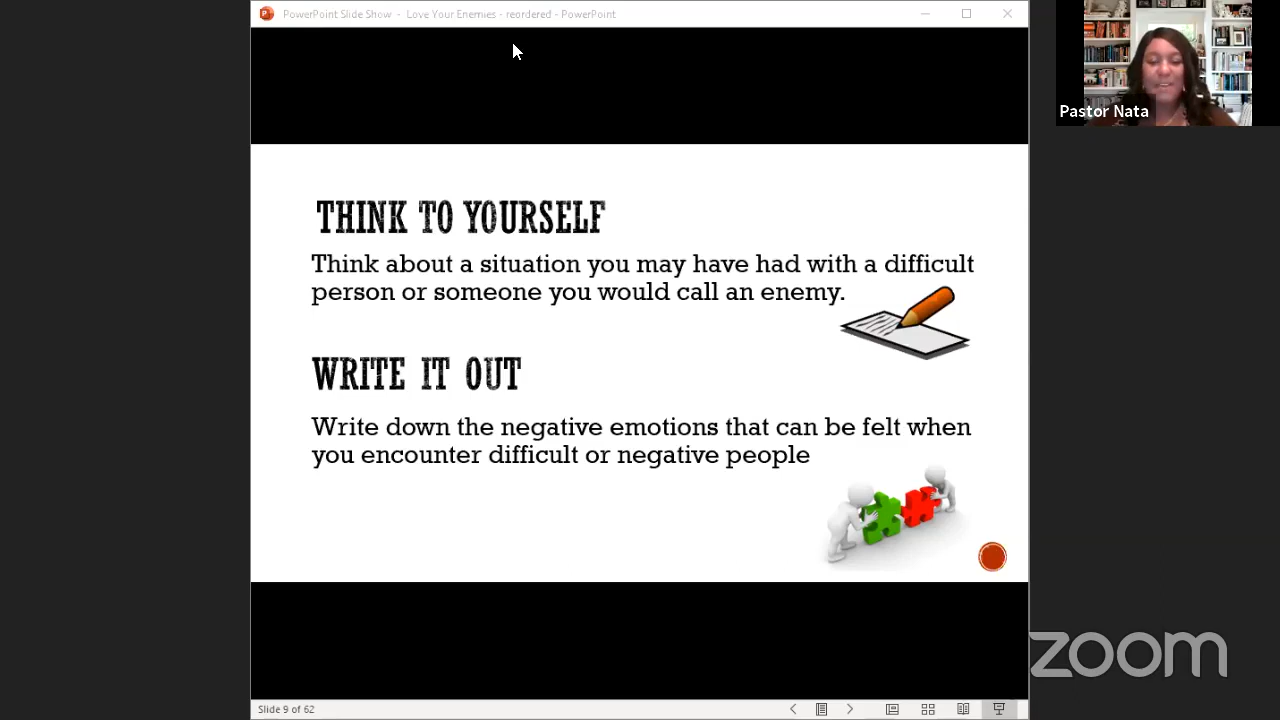 PowerPoint Slide Show - Love Your Enemies - reordered - PowerPoint
Pastor Nata
THINK TO YOURSELF
Think about a situation you may have had with a difficult
person or someone you would call an enemy.
WRITE IT OUT
Write down the negative emotions that can be felt when
you encounter difficult or negative people
zoom
Slide 9 of 62